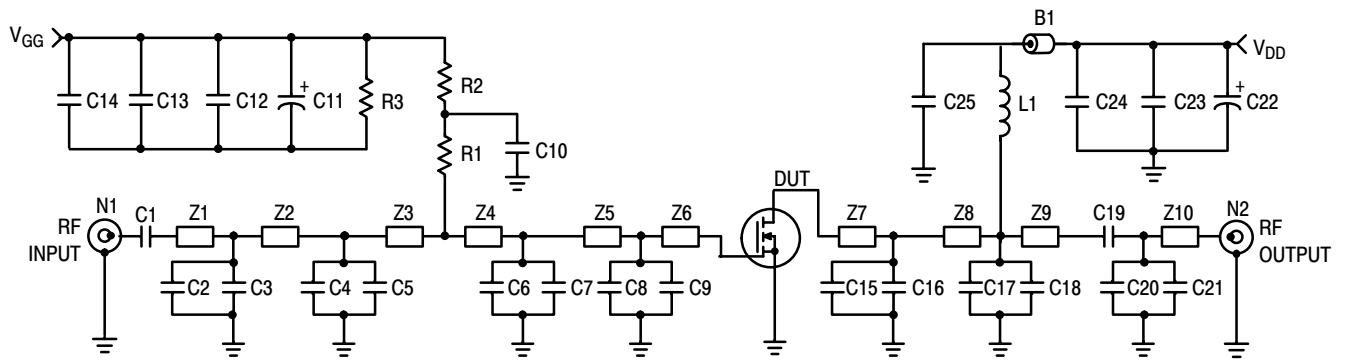 B1
VGG
VDD
C14 C13 C12 + C11 R3 R2
C25 L1 C24 C23 + C22
R1 C10
DUT
N1 C1 Z1 Z2 Z3 Z4 Z5 Z6 Z7 Z8 Z9 C19 Z10 N2
RF
INPUT
RF
OUTPUT
C2 C3 C4 C5 C6 C7 C8 C9 C15 C16 C17 C18 C20 C21